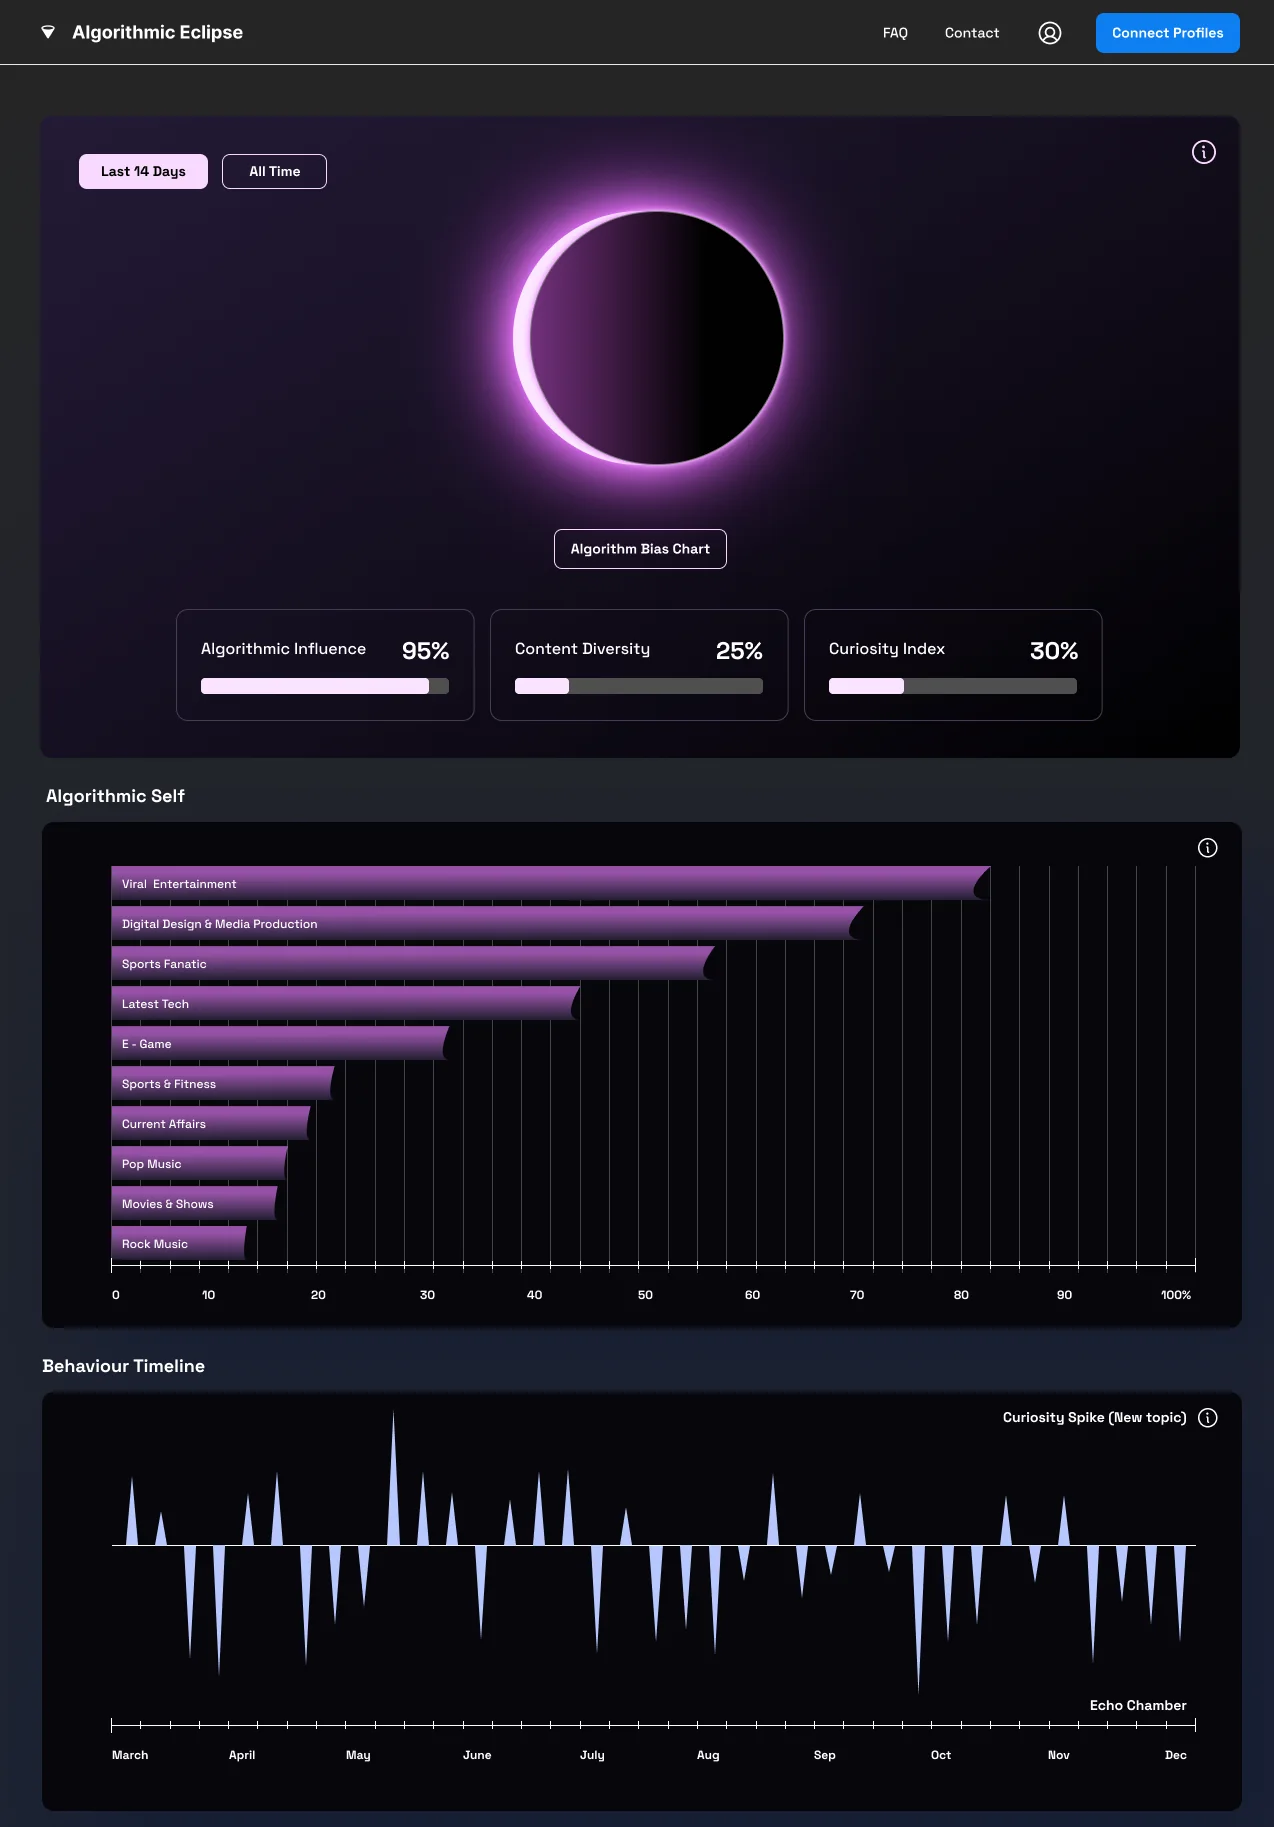 Algorithmic Eclipse
FAQ
Contact
Connect Profiles
Last 14 Days
All Time
Algorithm Bias Chart
Algorithmic Influence 95%
Content Diversity 25%
Curiosity Index 30%
Algorithmic Self
Viral Entertainment
Digital Design & Media Production
Sports Fanatic
Latest Tech
E - Game
Sports & Fitness
Current Affairs
Pop Music
Movies & Shows
Rock Music
0 10 20 30 40 50 60 70 80 90 100%
Behaviour Timeline
Curiosity Spike (New topic)
Echo Chamber
March April May June July Aug Sep Oct Nov Dec